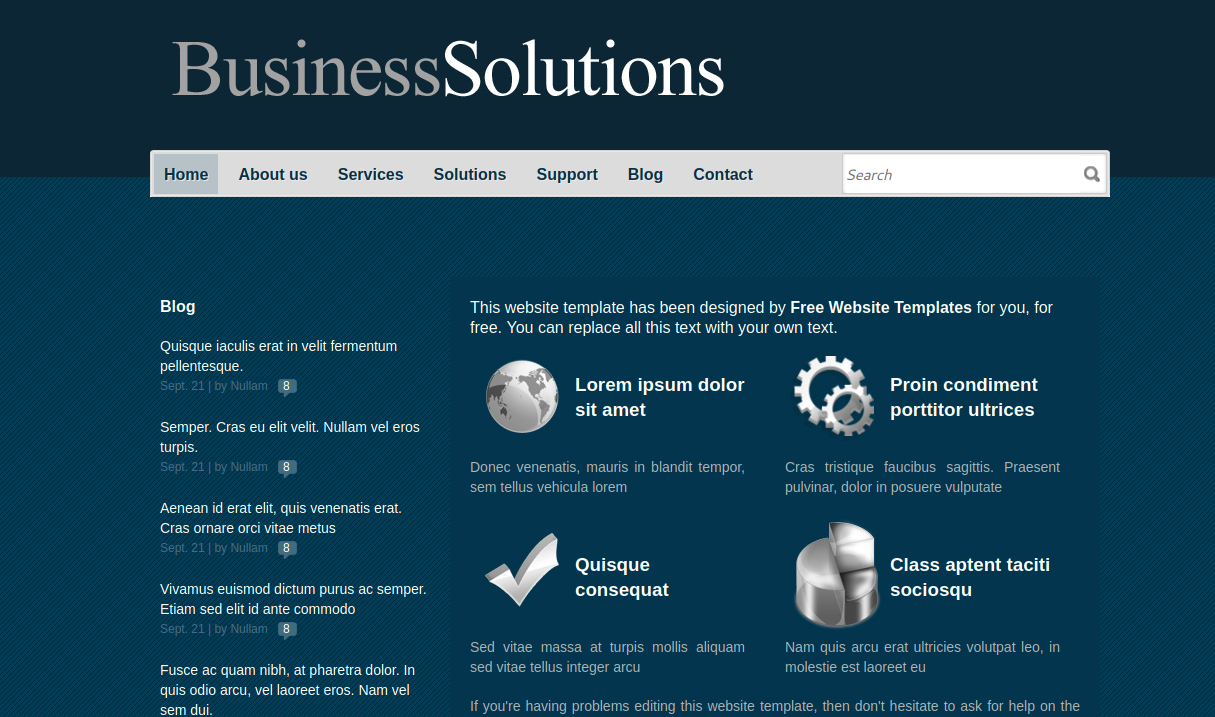 BusinessSolutions
Home About us Services Solutions Support Blog Contact Search
Blog
Quisque iaculis erat in velit fermentum
pellentesque.
Sept. 21 | by Nullam 8
Semper. Cras eu elit velit. Nullam vel eros
turpis.
Sept. 21 | by Nullam 8
Aenean id erat elit, quis venenatis erat.
Cras ornare orci vitae metus
Sept. 21 | by Nullam 8
Vivamus euismod dictum purus ac semper.
Etiam sed elit id ante commodo
Sept. 21 | by Nullam 8
Fusce ac quam nibh, at pharetra dolor. In
quis odio arcu, vel laoreet eros. Nam vel
sem dui.
This website template has been designed by Free Website Templates for you, for
free. You can replace all this text with your own text.
Lorem ipsum dolor
sit amet
Donec venenatis, mauris in blandit tempor,
sem tellus vehicula lorem
Proin condiment
porttitor ultrices
Cras tristique faucibus sagittis. Praesent
pulvinar, dolor in posuere vulputate
Quisque
consequat
Sed vitae massa at turpis mollis aliquam
sed vitae tellus integer arcu
Class aptent taciti
sociosqu
Nam quis arcu erat ultricies volutpat leo, in
molestie est laoreet eu
If you're having problems editing this website template, then don't hesitate to ask for help on the